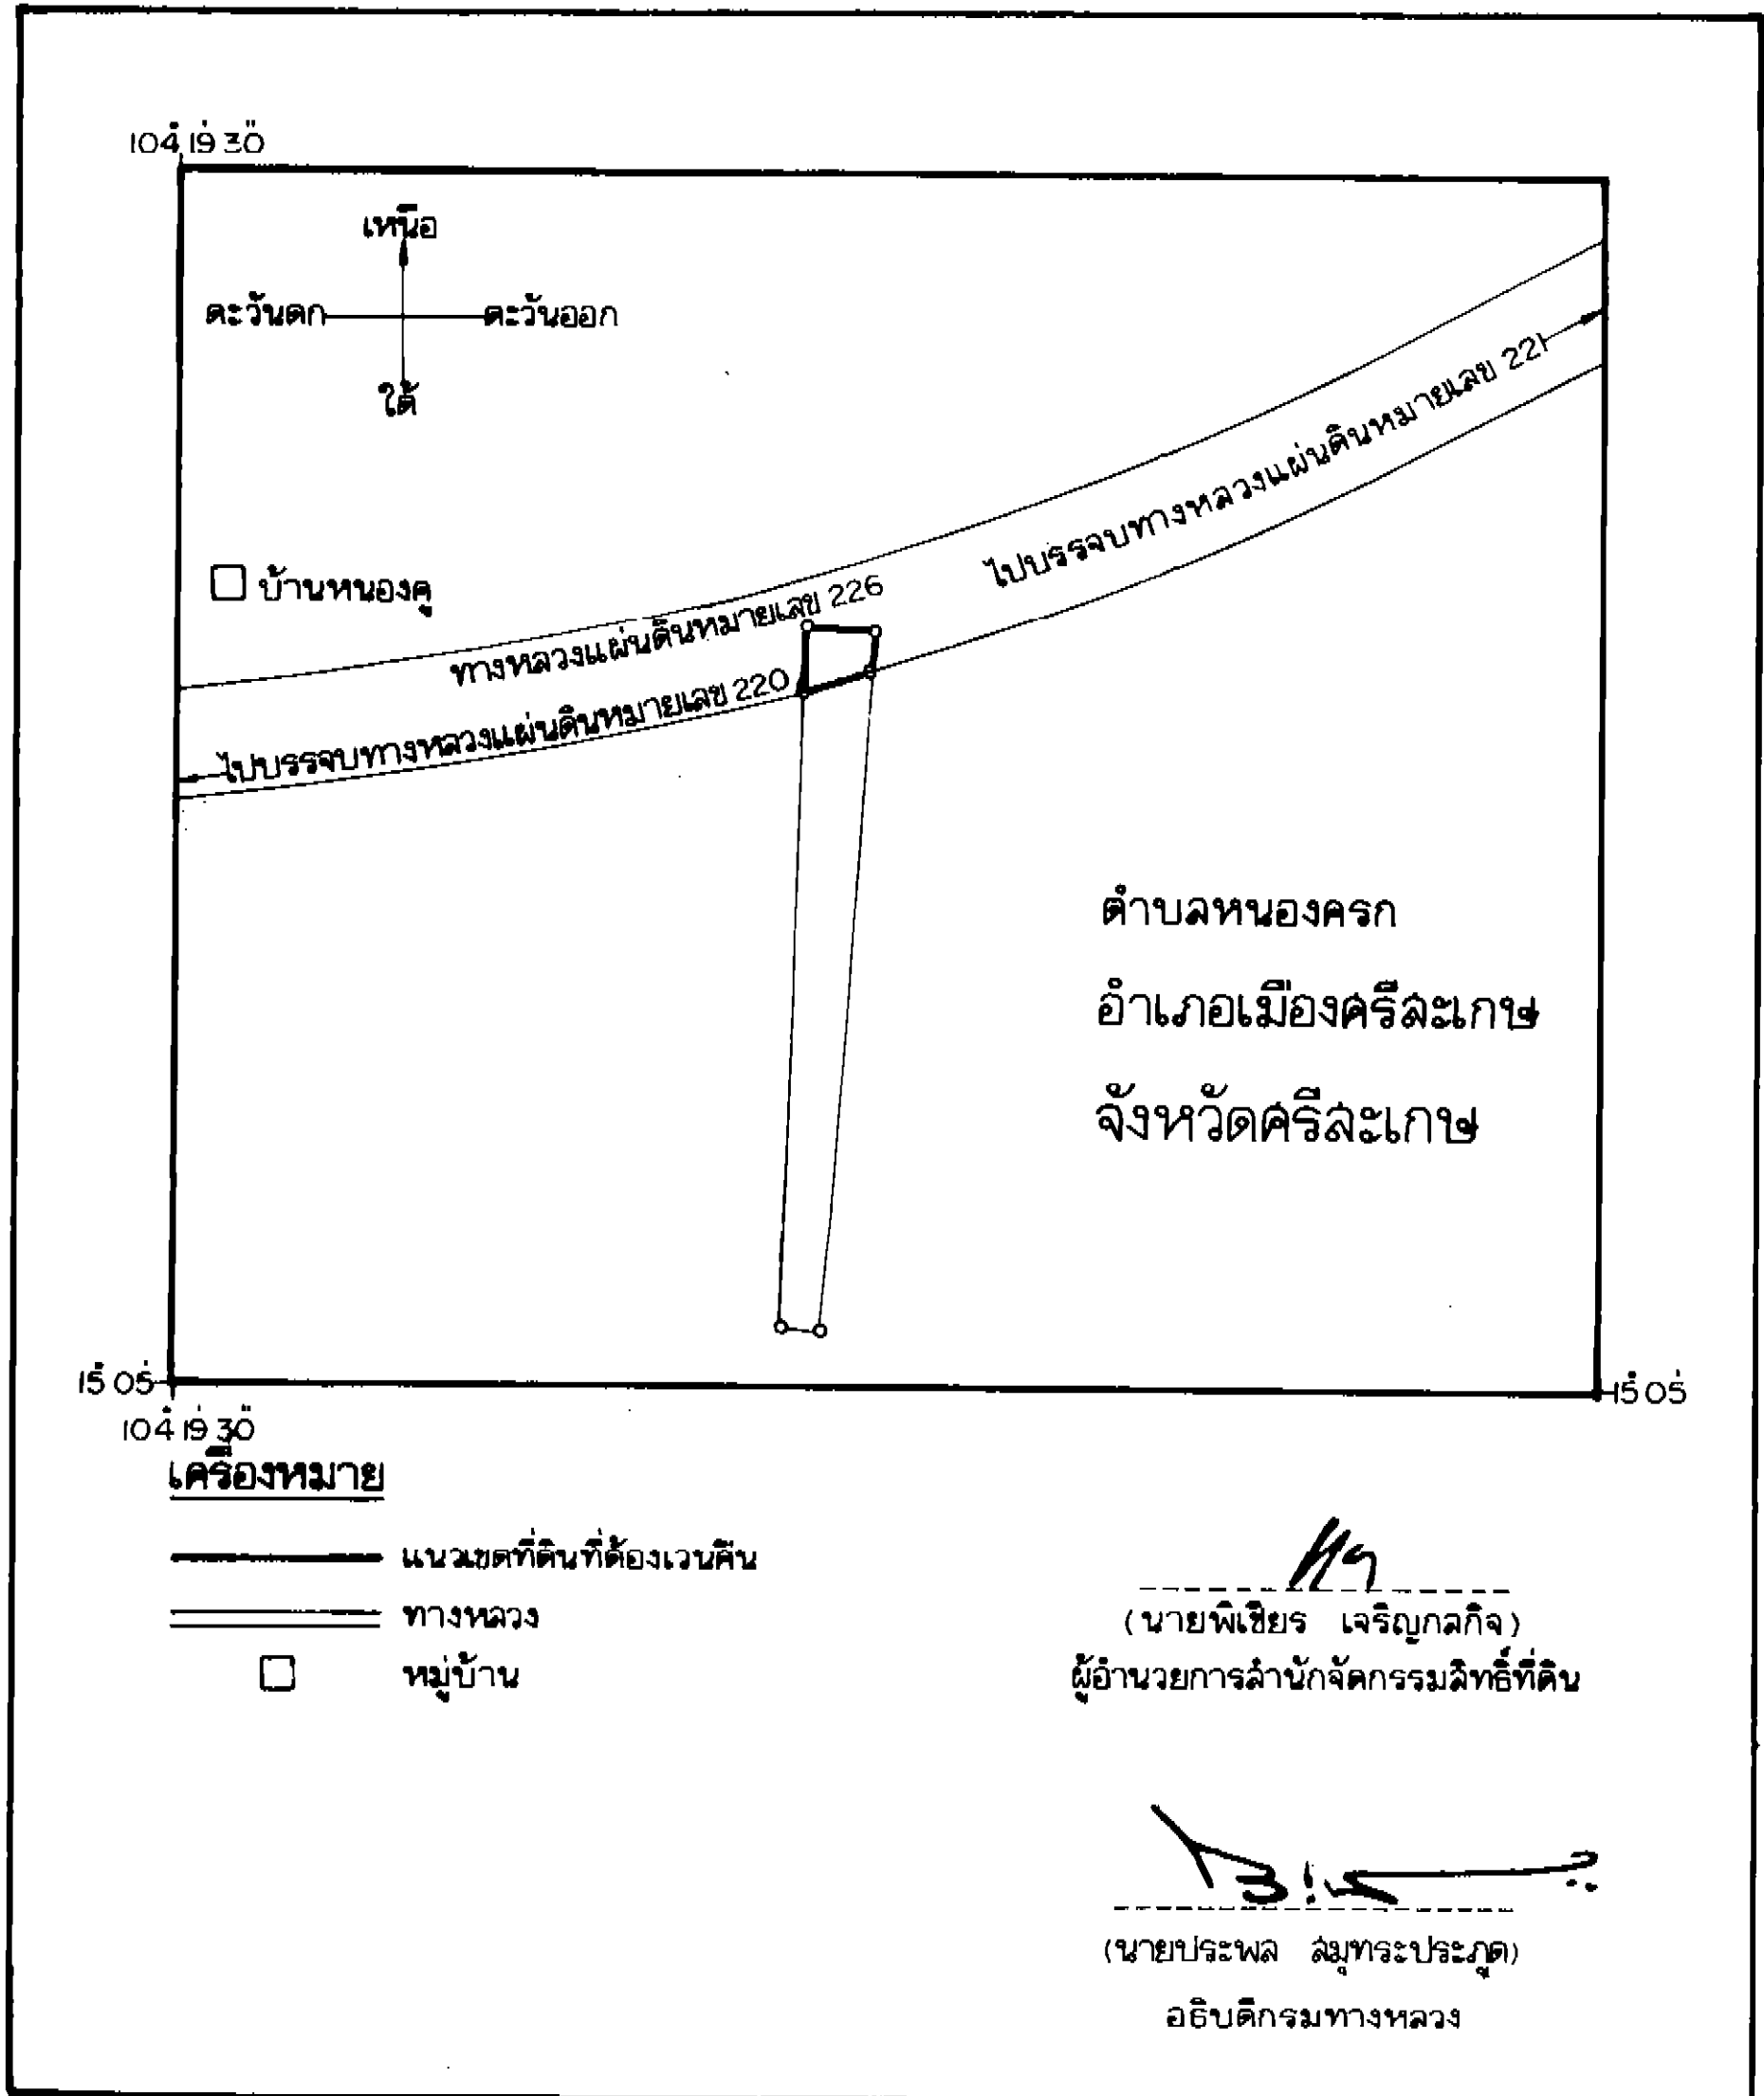 104° 19' 30"
เหนือ
ตะวันตก ตะวันออก
ใต้
ไปบรรจบทางหลวงแผ่นดินหมายเลข 221
บ้านหนองคู
ทางหลวงแผ่นดินหมายเลข 226
ไปบรรจบทางหลวงแผ่นดินหมายเลข 220
ตำบลหนองครก
อำเภอเมืองศรีสะเกษ
จังหวัดศรีสะเกษ
15° 05' 15° 05'
104° 19' 30"
เครื่องหมาย
แนวเขตที่ดินที่ต้องเวนคืน
ทางหลวง
หมู่บ้าน
(นายพิเชียร เจริญกลกิจ)
ผู้อำนวยการสำนักจัดกรรมสิทธิ์ที่ดิน
(นายประพล สมุทระประภูต)
อธิบดีกรมทางหลวง